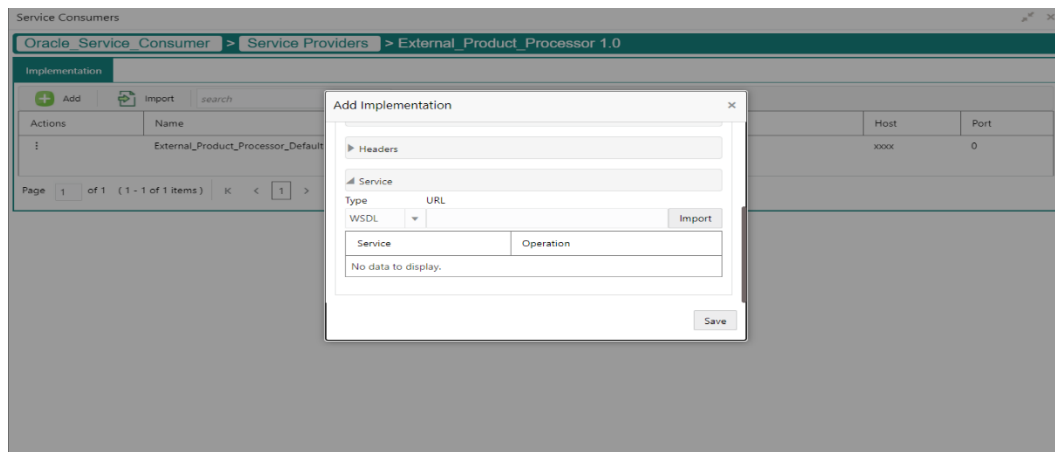 Service Consumers
Oracle_Service_Consumer > Service Providers > External_Product_Processor 1.0
Implementation
Add Import search
Actions Name Host Port
External_Product_Processor_Default xxxx 0
Page 1 of 1 (1 - 1 of 1 items) K < 1 >
Add Implementation ×
Headers
Service
Type URL
WSDL Import
Service Operation
No data to display.
Save